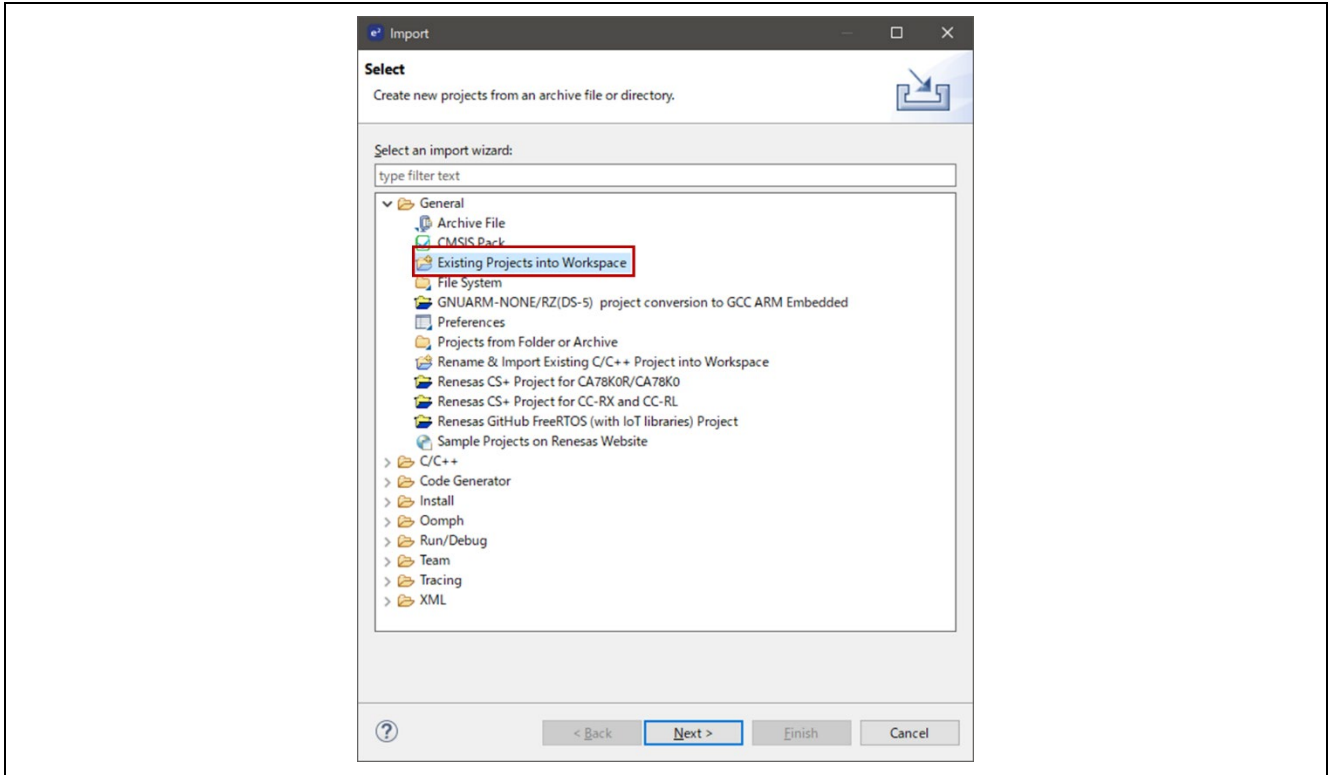 e² Import
Select
Create new projects from an archive file or directory.
Select an import wizard:
type filter text
General
Archive File
CMSIS Pack
Existing Projects into Workspace
File System
GNUARM-NONE/RZ(DS-5) project conversion to GCC ARM Embedded
Preferences
Projects from Folder or Archive
Rename & Import Existing C/C++ Project into Workspace
Renesas CS+ Project for CA78K0R/CA78K0
Renesas CS+ Project for CC-RX and CC-RL
Renesas GitHub FreeRTOS (with IoT libraries) Project
Sample Projects on Renesas Website
C/C++
Code Generator
Install
Oomph
Run/Debug
Team
Tracing
XML
? < Back Next > Finish Cancel